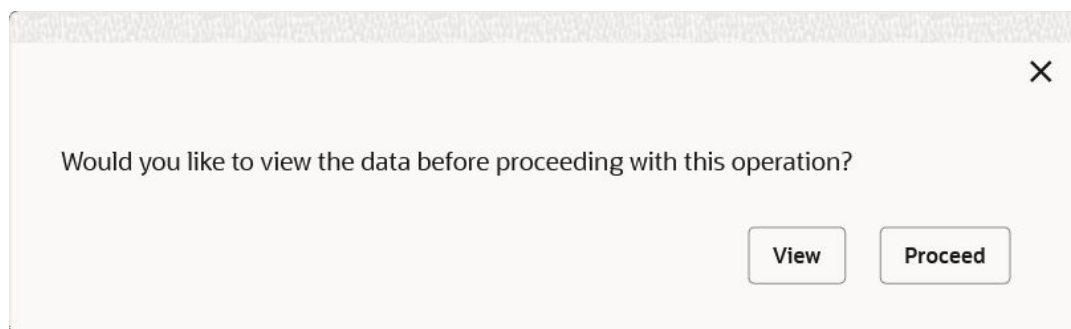 Would you like to view the data before proceeding with this operation?
View Proceed